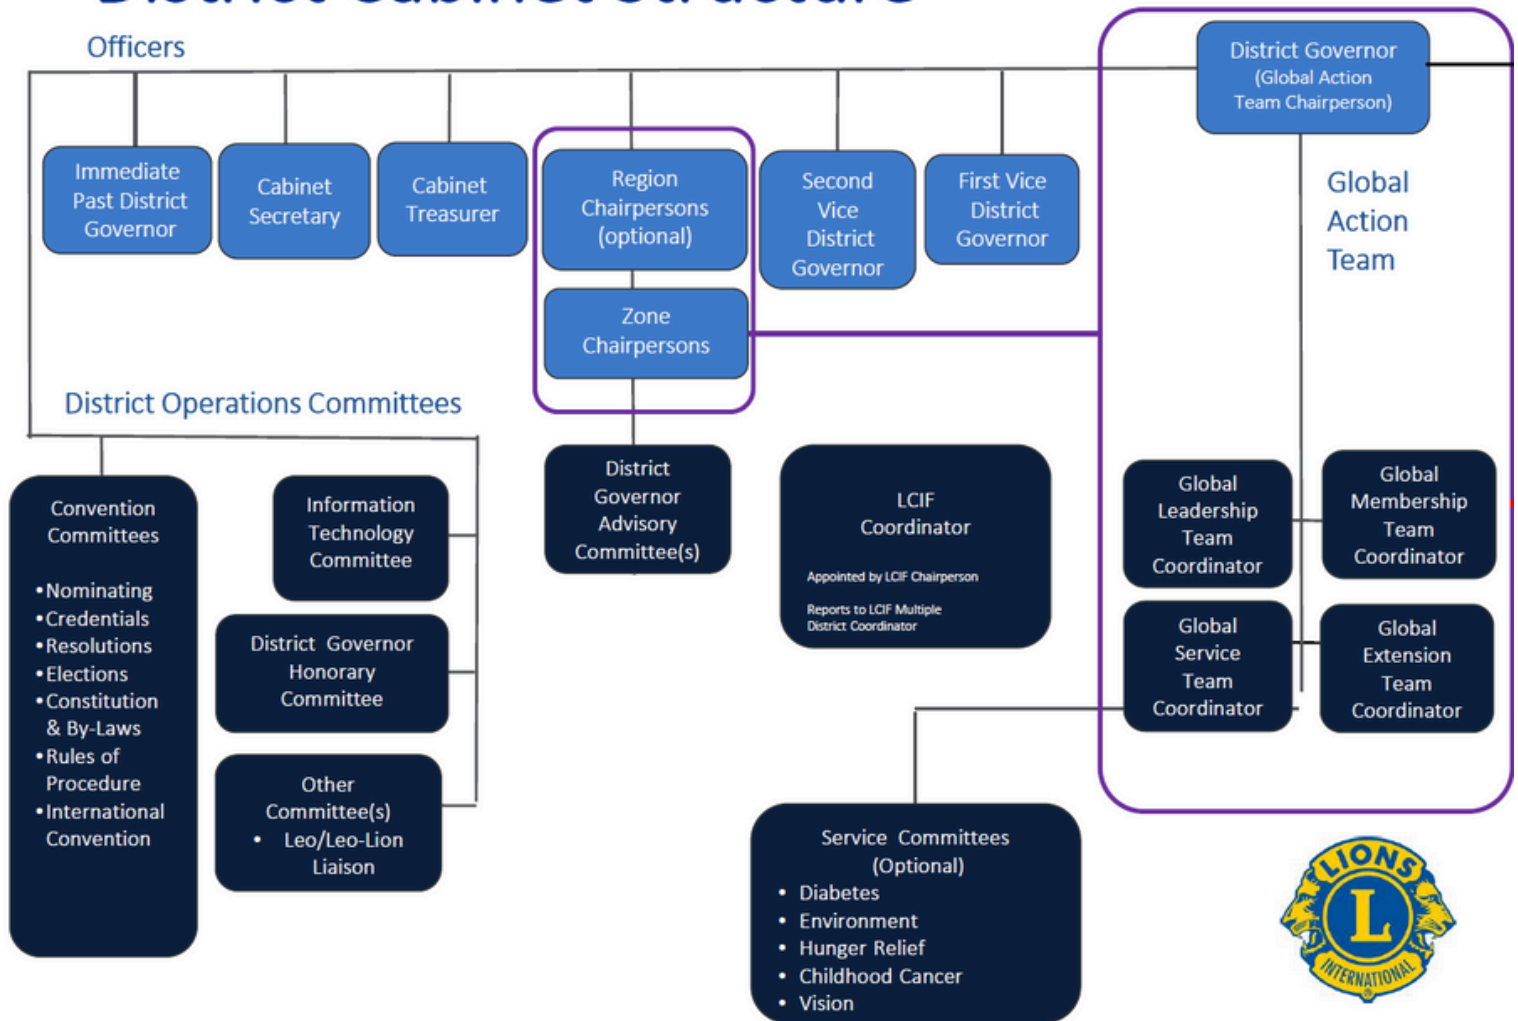 District Cabinet Structure
Officers
District Governor
(Global Action
Team Chairperson)
Immediate
Past District
Governor
Cabinet
Secretary
Cabinet
Treasurer
Region
Chairpersons
(optional)
Second
Vice
District
Governor
First Vice
District
Governor
Global
Action
Team
Zone
Chairpersons
District Operations Committees
Convention
Committees
•Nominating
•Credentials
•Resolutions
•Elections
•Constitution
& By-Laws
•Rules of
Procedure
•International
Convention
Information
Technology
Committee
District Governor
Honorary
Committee
Other
Committee(s)
• Leo/Leo-Lion
Liaison
District
Governor
Advisory
Committee(s)
LCIF
Coordinator
Appointed by LCIF Chairperson
Reports to LCIF Multiple
District Coordinator
Global
Leadership
Team
Coordinator
Global
Membership
Team
Coordinator
Global
Service
Team
Coordinator
Global
Extension
Team
Coordinator
Service Committees
(Optional)
• Diabetes
• Environment
• Hunger Relief
• Childhood Cancer
• Vision
LIONS
L
INTERNATIONAL
®